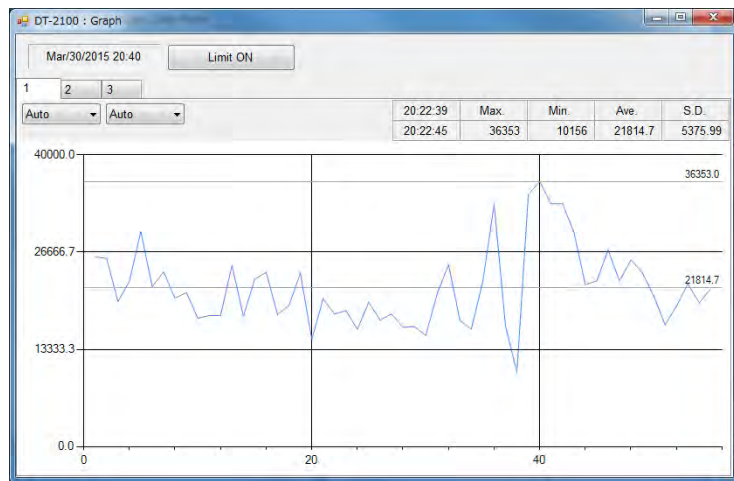 DT-2100 : Graph
Mar/30/2015 20:40 Limit ON
1 2 3
Auto Auto
20:22:39 Max. Min. Ave. S.D.
20:22:45 36353 10156 21814.7 5375.99
40000.0
36353.0
26666.7
21814.7
13333.3
0.0
0 20 40